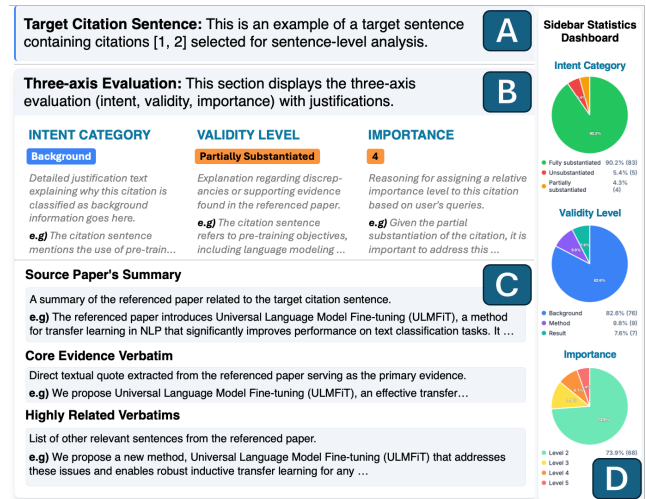 Target Citation Sentence: This is an example of a target sentence
containing citations [1, 2] selected for sentence-level analysis.
A
Three-axis Evaluation: This section displays the three-axis
evaluation (intent, validity, importance) with justifications.
B
INTENT CATEGORY
Background
Detailed justification text
explaining why this citation is
classified as background
information goes here.
e.g) The citation sentence
mentions the use of pre-train...
VALIDITY LEVEL
Partially Substantiated
Explanation regarding discrep-
ancies or supporting evidence
found in the referenced paper.
e.g) The citation sentence
refers to pre-training objectives,
including language modeling ...
IMPORTANCE
4
Reasoning for assigning a relative
importance level to this citation
based on user's queries.
e.g) Given the partial
substantiation of the citation, it is
important to address this ...
Source Paper's Summary
C
A summary of the referenced paper related to the target citation sentence.
e.g) The referenced paper introduces Universal Language Model Fine-tuning (ULMFiT), a method
for transfer learning in NLP that significantly improves performance on text classification tasks. It ...
Core Evidence Verbatim
Direct textual quote extracted from the referenced paper serving as the primary evidence.
e.g) We propose Universal Language Model Fine-tuning (ULMFiT), an effective transfer...
Highly Related Verbatims
List of other relevant sentences from the referenced paper.
e.g) We propose a new method, Universal Language Model Fine-tuning (ULMFiT) that addresses
these issues and enables robust inductive transfer learning for any ...
Sidebar Statistics
Dashboard
Intent Category
90.2%
Fully substantiated 90.2% (83)
Unsubstantiated 5.4% (5)
Partially substantiated 4.3% (4)
Validity Level
82.6%
9.8%
Background 82.6% (76)
Method 9.8% (9)
Result 7.6% (7)
Importance
73.9%
Level 2 73.9% (68)
Level 3
Level 4
Level 5
D